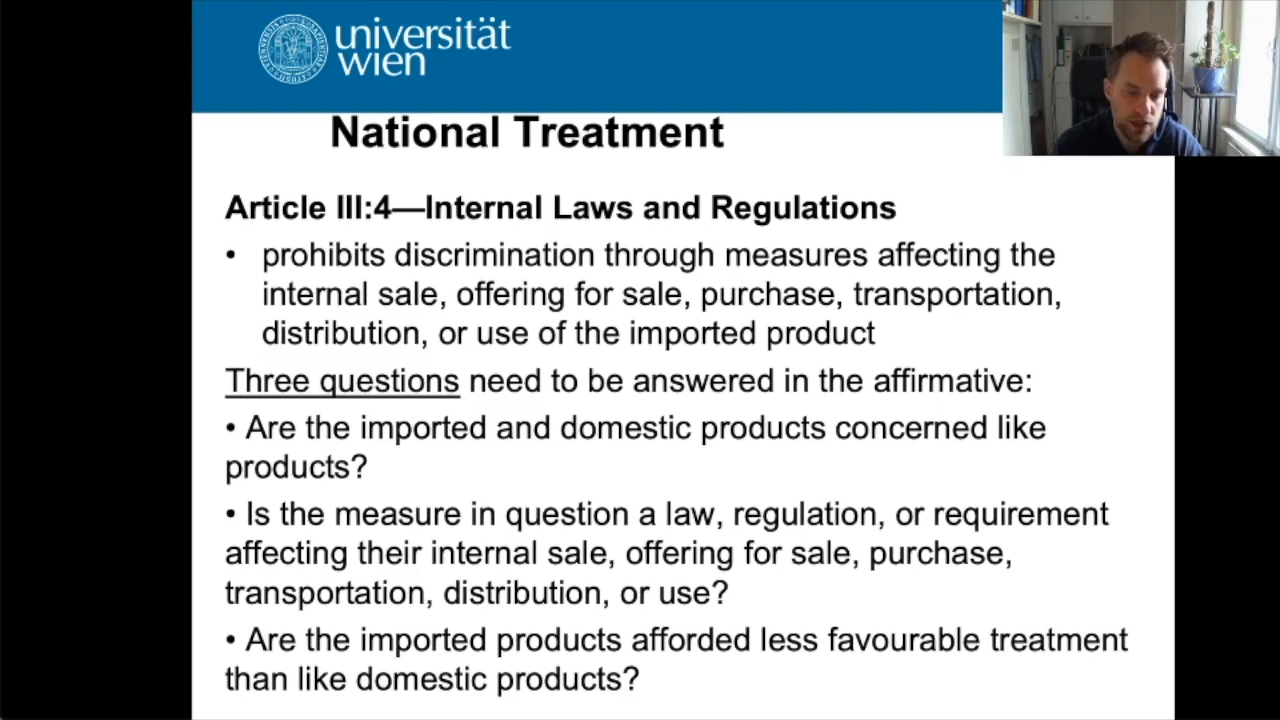 universität
wien
National Treatment
Article III:4—Internal Laws and Regulations
• prohibits discrimination through measures affecting the
internal sale, offering for sale, purchase, transportation,
distribution, or use of the imported product
Three questions need to be answered in the affirmative:
• Are the imported and domestic products concerned like
products?
• Is the measure in question a law, regulation, or requirement
affecting their internal sale, offering for sale, purchase,
transportation, distribution, or use?
• Are the imported products afforded less favourable treatment
than like domestic products?